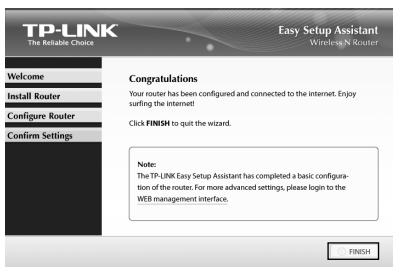 TP-LINK
The Reliable Choice
Easy Setup Assistant
Wireless N Router
Welcome
Install Router
Configure Router
Confirm Settings
Congratulations
Your router has been configured and connected to the internet. Enjoy
surfing the internet!
Click FINISH to quit the wizard.
Note:
The TP-LINK Easy Setup Assistant has completed a basic configura-
tion of the router. For more advanced settings, please login to the
WEB management interface.
FINISH